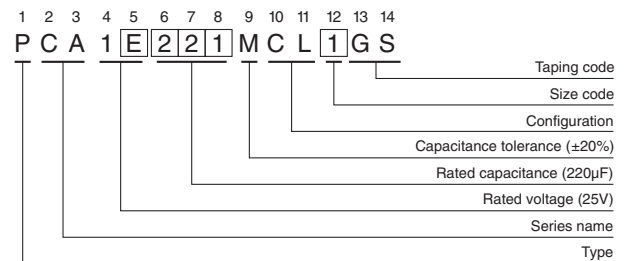 1 2 3 4 5 6 7 8 9 10 11 12 13 14
P C A 1 E 2 2 1 M C L 1 G S
Taping code
Size code
Configuration
Capacitance tolerance (±20%)
Rated capacitance (220µF)
Rated voltage (25V)
Series name
Type